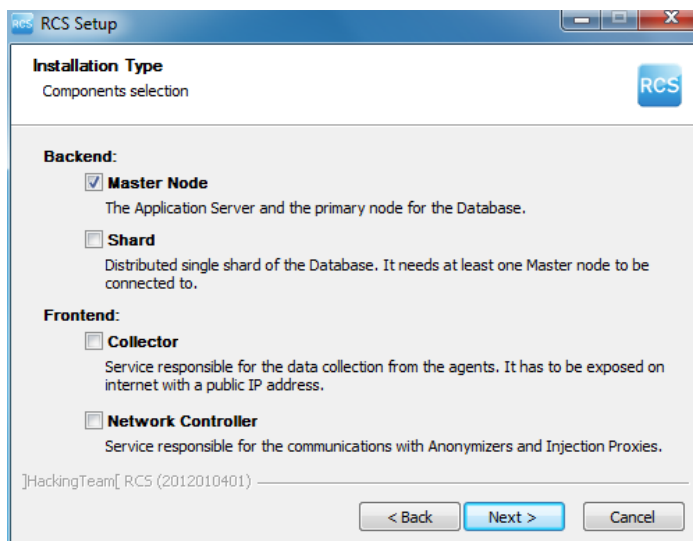 RCS RCS Setup
Installation Type
Components selection
RCS
Backend:
Master Node
The Application Server and the primary node for the Database.
Shard
Distributed single shard of the Database. It needs at least one Master node to be
connected to.
Frontend:
Collector
Service responsible for the data collection from the agents. It has to be exposed on
internet with a public IP address.
Network Controller
Service responsible for the communications with Anonymizers and Injection Proxies.
]HackingTeam[ RCS (2012010401)
< Back Next > Cancel